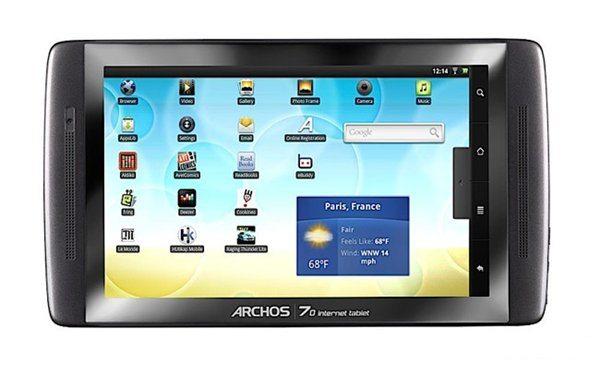 12:14
Browser Video Gallery Photo Frame Camera Music
AppsLib Settings Email Online Registration
Google
Aldiko AveComics ReadBooks eBuddy
Fring Deezer Cookineo
Le Monde HUBlup Mobile Raging Thunder Lite
Paris, France
Fair
Feels Like: 68°F
Wind: WNW 14
mph
68°F
ARCHOS 70 internet tablet